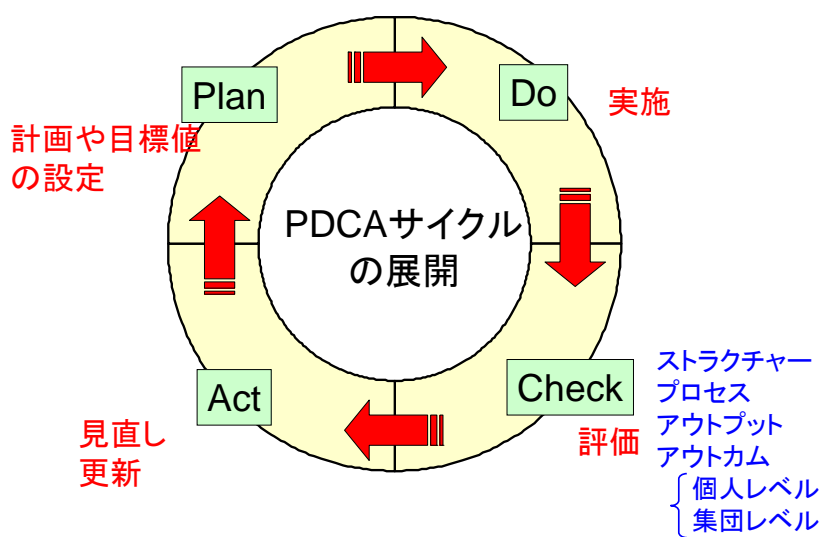 Plan
Do
実施
計画や目標値
の設定
PDCAサイクル
の展開
Act
Check
ストラクチャー
プロセス
アウトプット
アウトカム
個人レベル
集団レベル
評価
見直し
更新